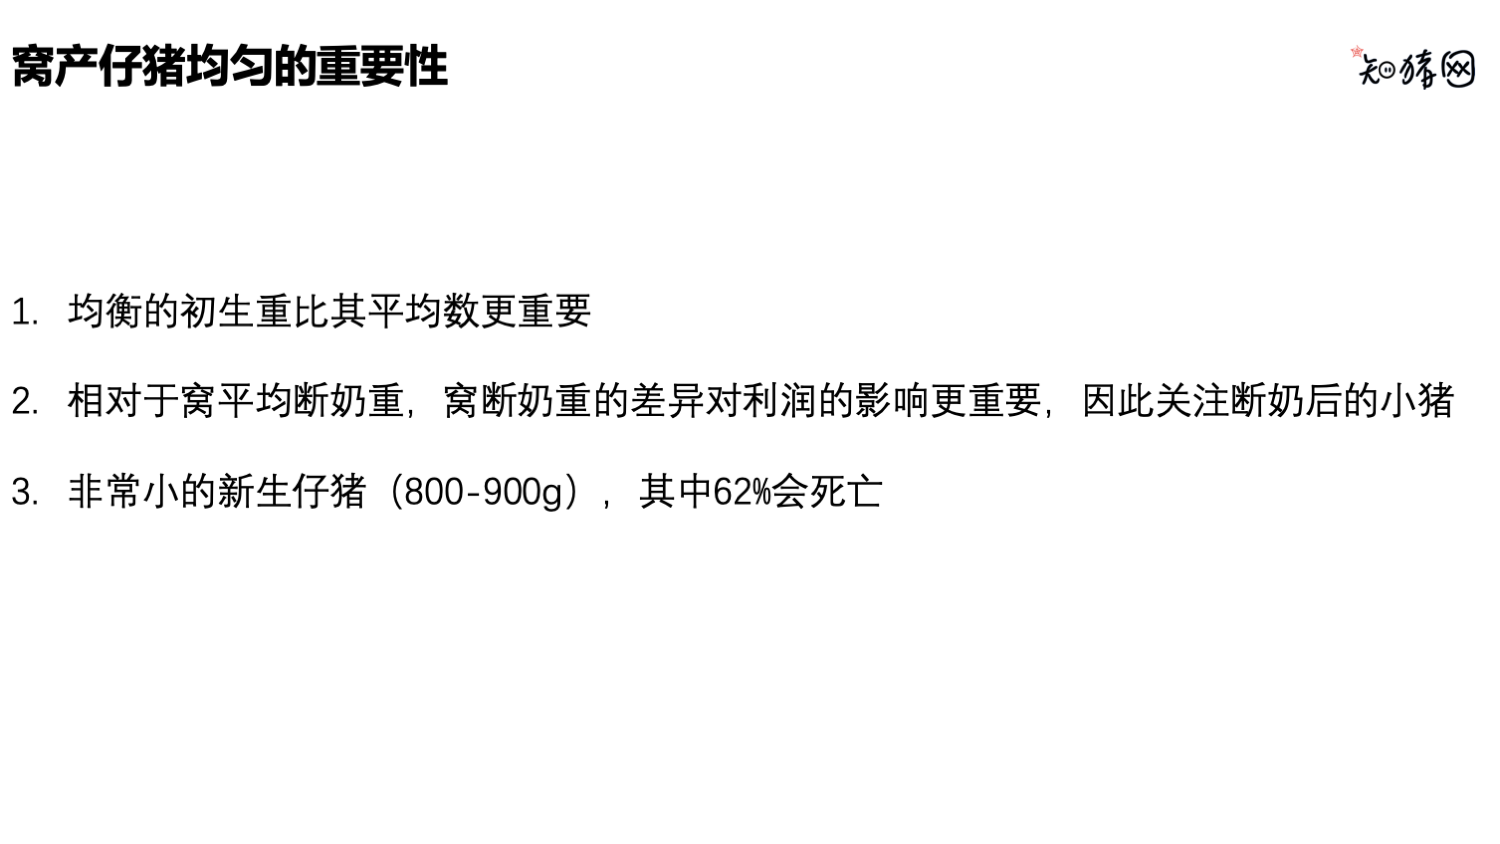 窝产仔猪均匀的重要性
知猪网
1. 均衡的初生重比其平均数更重要
2. 相对于窝平均断奶重，窝断奶重的差异对利润的影响更重要，因此关注断奶后的小猪
3. 非常小的新生仔猪（800-900g），其中62%会死亡